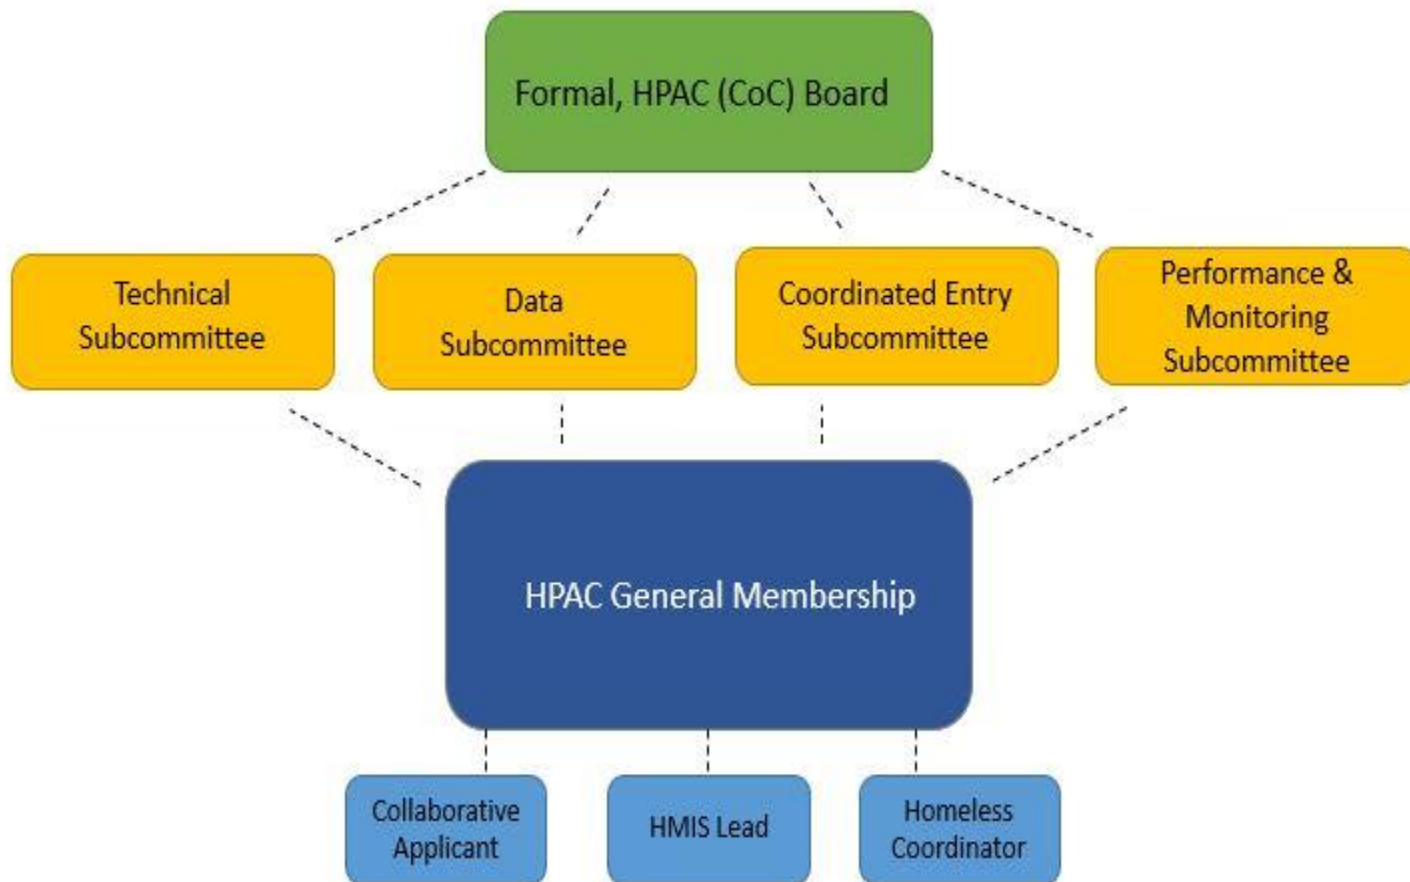 Formal, HPAC (CoC) Board
Technical
Subcommittee
Data
Subcommittee
Coordinated Entry
Subcommittee
Performance &
Monitoring
Subcommittee
HPAC General Membership
Collaborative
Applicant
HMIS Lead
Homeless
Coordinator